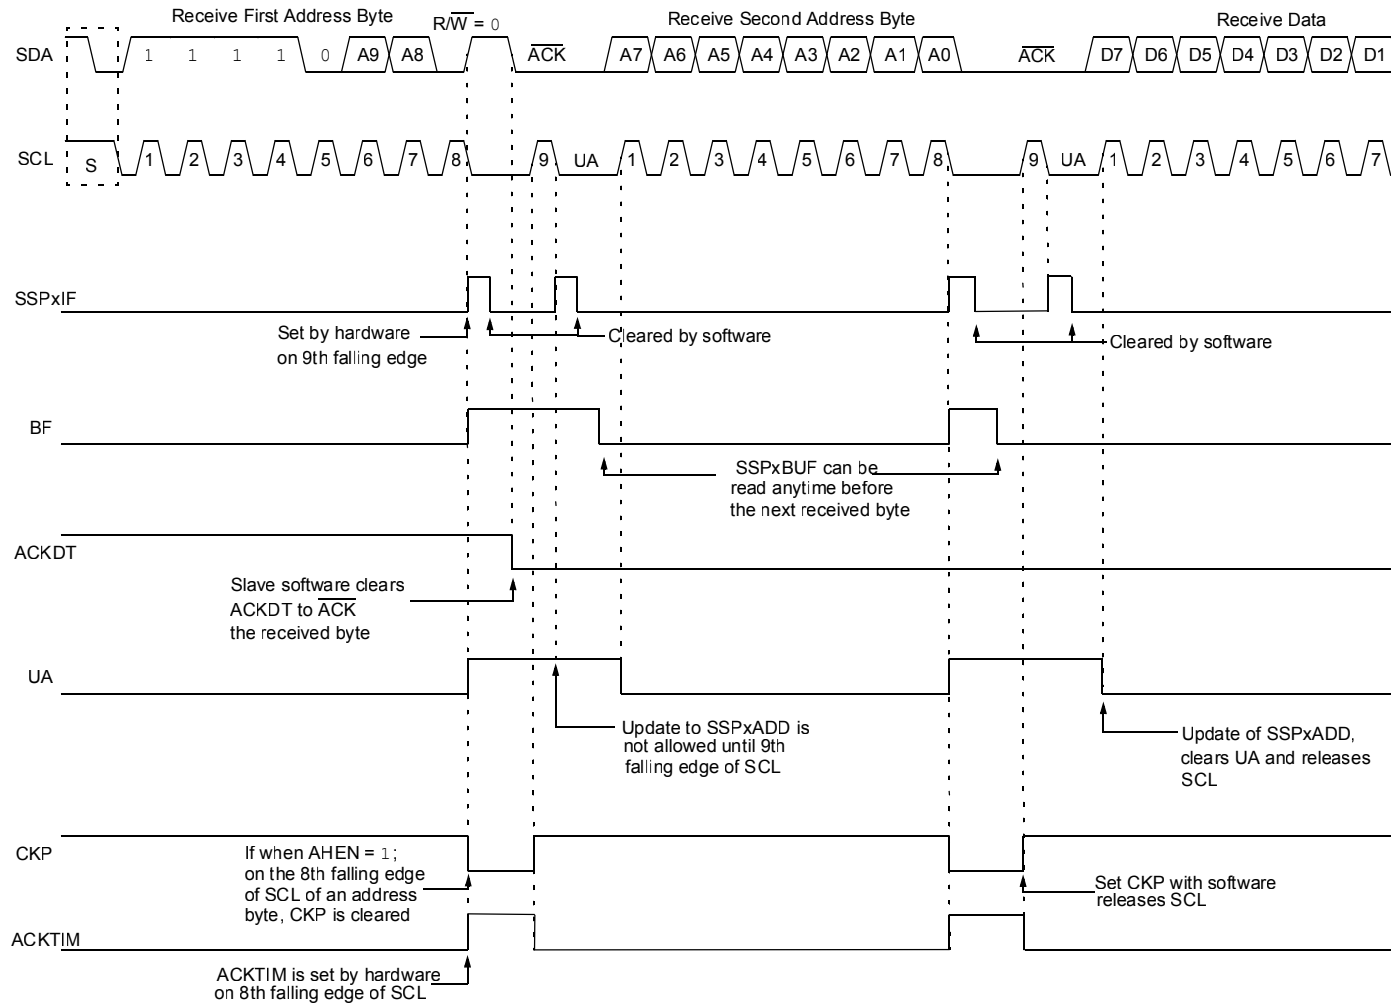 Receive First Address Byte
R/W = 0
Receive Second Address Byte
Receive Data
SDA
1 1 1 1 0 A9 A8
ACK
A7 A6 A5 A4 A3 A2 A1 A0
ACK
D7 D6 D5 D4 D3 D2 D1
SCL
S
1 2 3 4 5 6 7 8 9 UA 1 2 3 4 5 6 7 8 9 UA 1 2 3 4 5 6 7
SSPxIF
Set by hardware
on 9th falling edge
Cleared by software
Cleared by software
BF
SSPxBUF can be
read anytime before
the next received byte
ACKDT
Slave software clears
ACKDT to ACK
the received byte
UA
Update to SSPxADD is
not allowed until 9th
falling edge of SCL
Update of SSPxADD,
clears UA and releases
SCL
CKP
If when AHEN = 1;
on the 8th falling edge
of SCL of an address
byte, CKP is cleared
Set CKP with software
releases SCL
ACKTIM
ACKTIM is set by hardware
on 8th falling edge of SCL